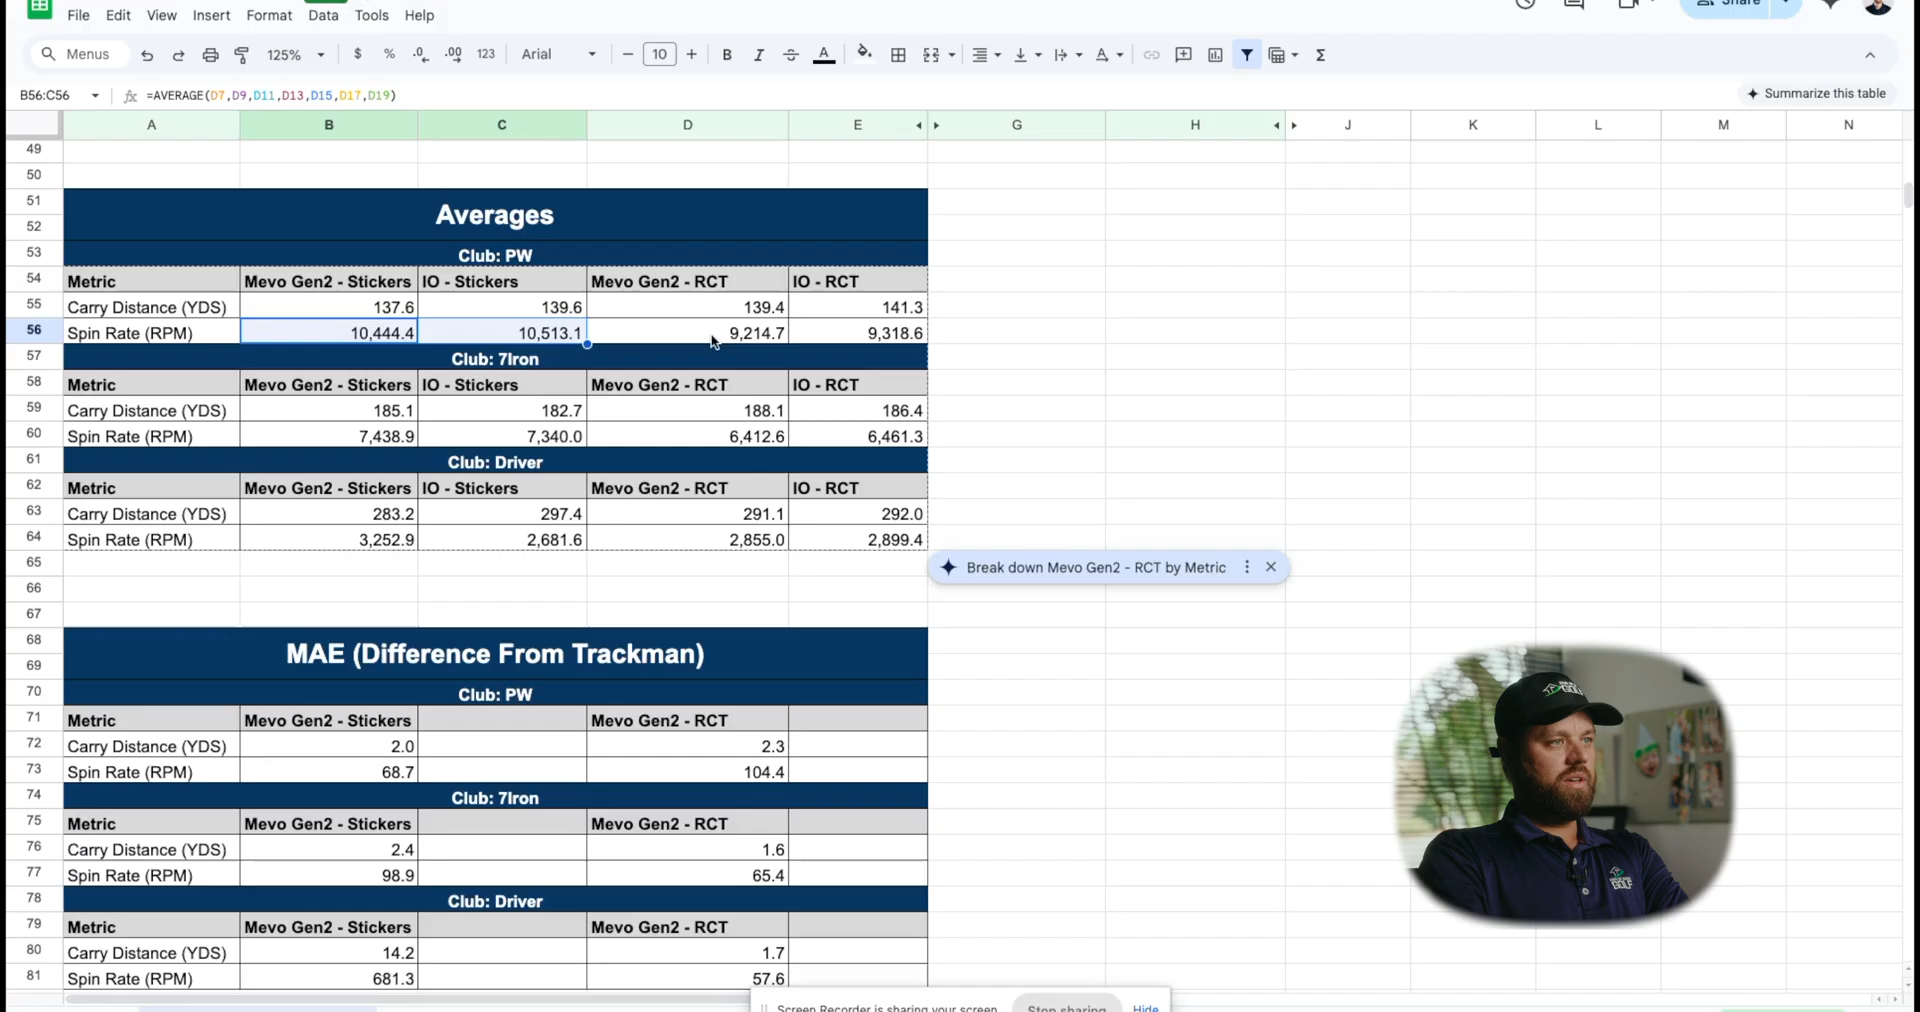 File Edit View Insert Format Data Tools Help
Share
Menus 125% $ % .0 .00 123 Arial 10 B I A Σ
B56:C56 fx =AVERAGE(D7,D9,D11,D13,D15,D17,D19) Summarize this table
A B C D E G H J K L M N
49
50
51 Averages
52
53 Club: PW
54 Metric Mevo Gen2 - Stickers IO - Stickers Mevo Gen2 - RCT IO - RCT
55 Carry Distance (YDS) 137.6 139.6 139.4 141.3
56 Spin Rate (RPM) 10,444.4 10,513.1 9,214.7 9,318.6
57 Club: 7Iron
58 Metric Mevo Gen2 - Stickers IO - Stickers Mevo Gen2 - RCT IO - RCT
59 Carry Distance (YDS) 185.1 182.7 188.1 186.4
60 Spin Rate (RPM) 7,438.9 7,340.0 6,412.6 6,461.3
61 Club: Driver
62 Metric Mevo Gen2 - Stickers IO - Stickers Mevo Gen2 - RCT IO - RCT
63 Carry Distance (YDS) 283.2 297.4 291.1 292.0
64 Spin Rate (RPM) 3,252.9 2,681.6 2,855.0 2,899.4
65 Break down Mevo Gen2 - RCT by Metric
66
67
68 MAE (Difference From Trackman)
69
70 Club: PW
71 Metric Mevo Gen2 - Stickers Mevo Gen2 - RCT
72 Carry Distance (YDS) 2.0 2.3
73 Spin Rate (RPM) 68.7 104.4
74 Club: 7Iron
75 Metric Mevo Gen2 - Stickers Mevo Gen2 - RCT
76 Carry Distance (YDS) 2.4 1.6
77 Spin Rate (RPM) 98.9 65.4
78 Club: Driver
79 Metric Mevo Gen2 - Stickers Mevo Gen2 - RCT
80 Carry Distance (YDS) 14.2 1.7
81 Spin Rate (RPM) 681.3 57.6
Screen Recorder is sharing your screen. Stop sharing Hide
GOLF